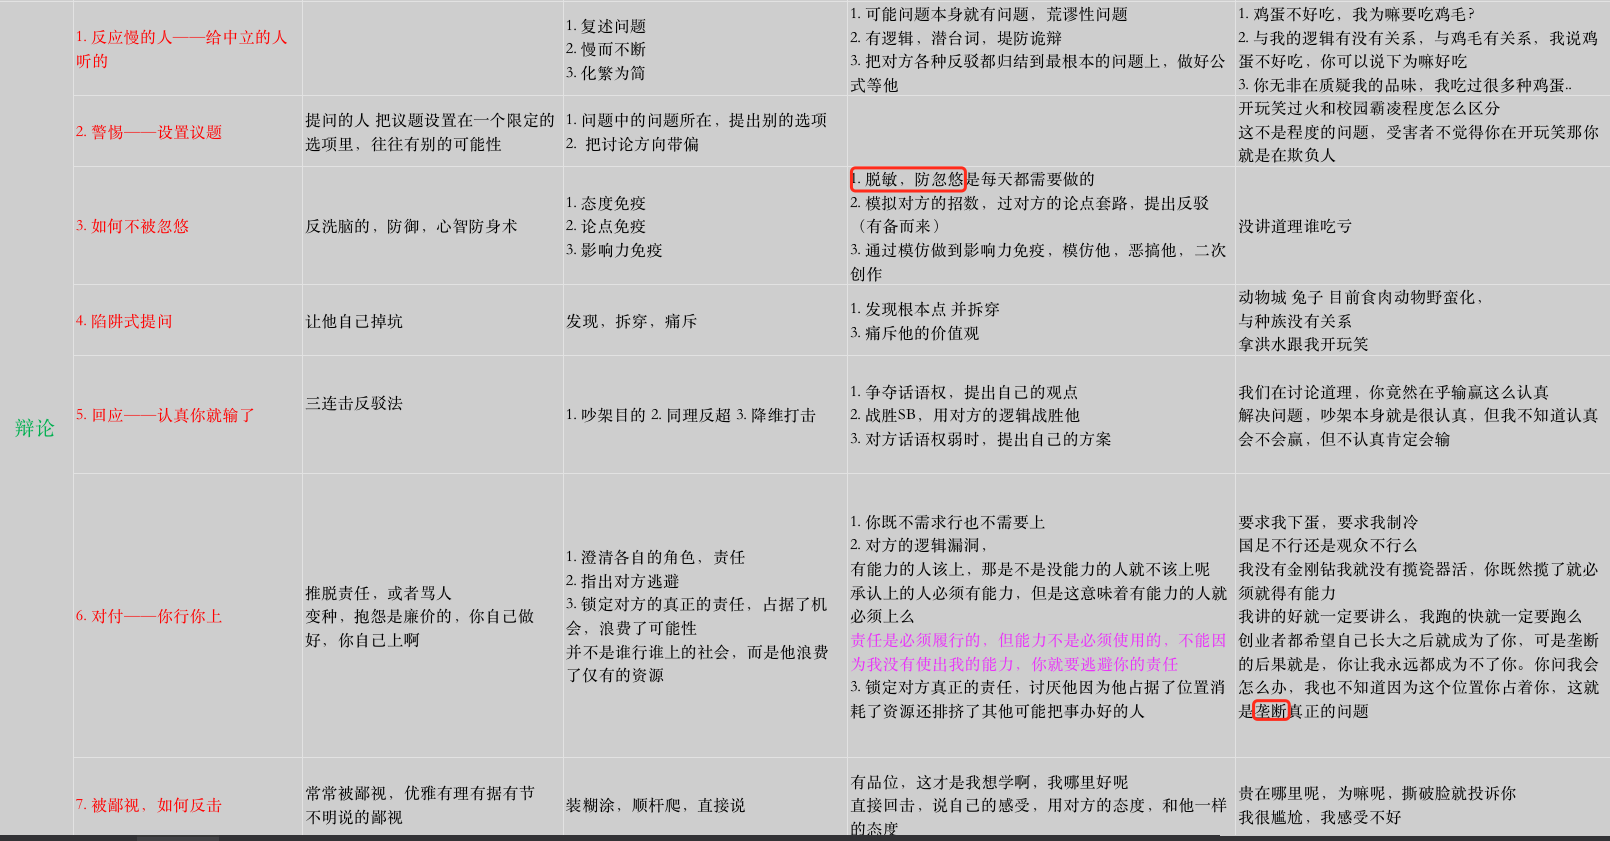 辩论
1. 反应慢的人——给中立的人
听的
1. 复述问题
2. 慢而不断
3. 化繁为简
1. 可能问题本身就有问题，荒谬性问题
2. 有逻辑，潜台词，堤防诡辩
3. 把对方各种反驳都归结到最根本的问题上，做好公
式等他
1. 鸡蛋不好吃，我为嘛要吃鸡毛?
2. 与我的逻辑有没有关系，与鸡毛有关系，我说鸡
蛋不好吃，你可以说下为嘛好吃
3. 你无非在质疑我的品味，我吃过很多种鸡蛋..
2. 警惕——设置议题
提问的人 把议题设置在一个限定的
选项里，往往有别的可能性
1. 问题中的问题所在，提出别的选项
2. 把讨论方向带偏
开玩笑过火和校园霸凌程度怎么区分
这不是程度的问题，受害者不觉得你在开玩笑那你
就是在欺负人
3. 如何不被忽悠
反洗脑的，防御，心智防身术
1. 态度免疫
2. 论点免疫
3. 影响力免疫
1. 脱敏，防忽悠是每天都需要做的
2. 模拟对方的招数，过对方的论点套路，提出反驳
（有备而来）
3. 通过模仿做到影响力免疫，模仿他，恶搞他，二次
创作
没讲道理谁吃亏
4. 陷阱式提问
让他自己掉坑
发现，拆穿，痛斥
1. 发现根本点 并拆穿
3. 痛斥他的价值观
动物城 兔子 目前食肉动物野蛮化，
与种族没有关系
拿洪水跟我开玩笑
5. 回应——认真你就输了
三连击反驳法
1. 吵架目的 2. 同理反超 3. 降维打击
1. 争夺话语权，提出自己的观点
2. 战胜SB，用对方的逻辑战胜他
3. 对方话语权弱时，提出自己的方案
我们在讨论道理，你竟然在乎输赢这么认真
解决问题，吵架本身就是很认真，但我不知道认真
会不会赢，但不认真肯定会输
6. 对付——你行你上
推脱责任，或者骂人
变种，抱怨是廉价的，你自己做
好，你自己上啊
1. 澄清各自的角色，责任
2. 指出对方逃避
3. 锁定对方的真正的责任，占据了机
会，浪费了可能性
并不是谁行谁上的社会，而是他浪费
了仅有的资源
1. 你既不需求行也不需要上
2. 对方的逻辑漏洞，
有能力的人该上，那是不是没能力的人就不该上呢
承认上的人必须有能力，但是这意味着有能力的人就
必须上么
责任是必须履行的，但能力不是必须使用的，不能因
为我没有使出我的能力，你就要逃避你的责任
3. 锁定对方真正的责任，讨厌他因为他占据了位置消
耗了资源还排挤了其他可能把事办好的人
要求我下蛋，要求我制冷
国足不行还是观众不行么
我没有金刚钻我就没有揽瓷器活，你既然揽了就必
须就得有能力
我讲的好就一定要讲么，我跑的快就一定要跑么
创业者都希望自己长大之后就成为了你，可是垄断
的后果就是，你让我永远都成为不了你。你问我会
怎么办，我也不知道因为这个位置你占着你，这就
是垄断真正的问题
7. 被鄙视，如何反击
常常被鄙视，优雅有理有据有节
不明说的鄙视
装糊涂，顺杆爬，直接说
有品位，这才是我想学啊，我哪里好呢
直接回击，说自己的感受，用对方的态度，和他一样
的态度
贵在哪里呢，为嘛呢，撕破脸就投诉你
我很尴尬，我感受不好